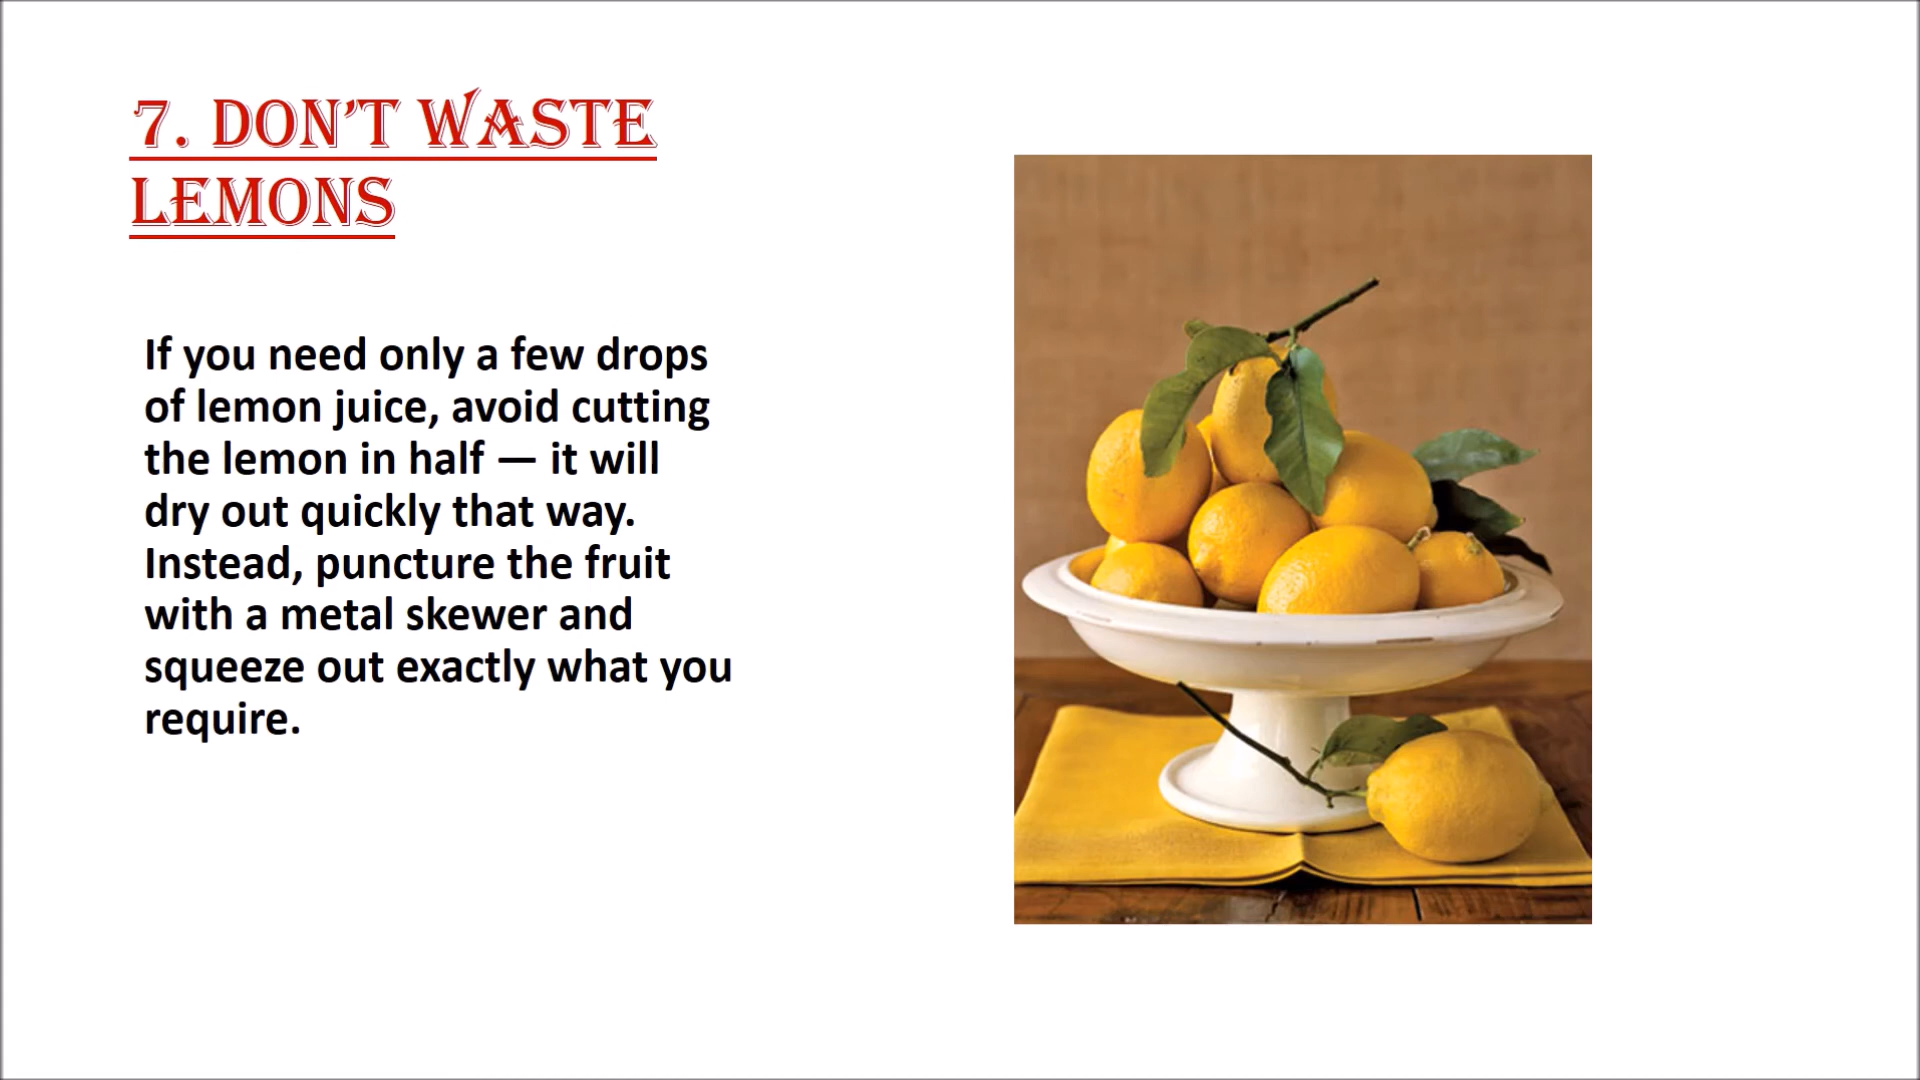 7. DON’T WASTE
LEMONS
If you need only a few drops
of lemon juice, avoid cutting
the lemon in half — it will
dry out quickly that way.
Instead, puncture the fruit
with a metal skewer and
squeeze out exactly what you
require.